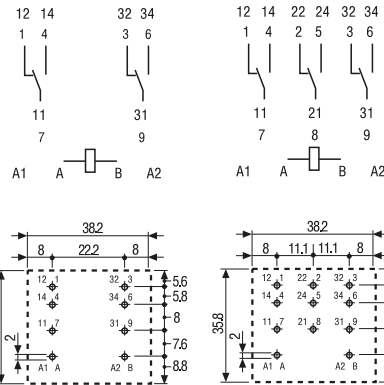 12 14 32 34
1 4 3 6
11 31
7 9
A1 A B A2
12 14 22 24 32 34
1 4 2 5 3 6
11 21 31
7 8 9
A1 A B A2
38.2
8 22.2 8
12 1 32 3
14 4 34 6
11 7 31 9
A1 A A2 B
2
5.6
5.8
8
7.6
8.8
38.2
8 11.1 11.1 8
12 1 22 2 32 3
14 4 24 5 34 6
11 7 21 8 31 9
A1 A A2 B
35.8
2